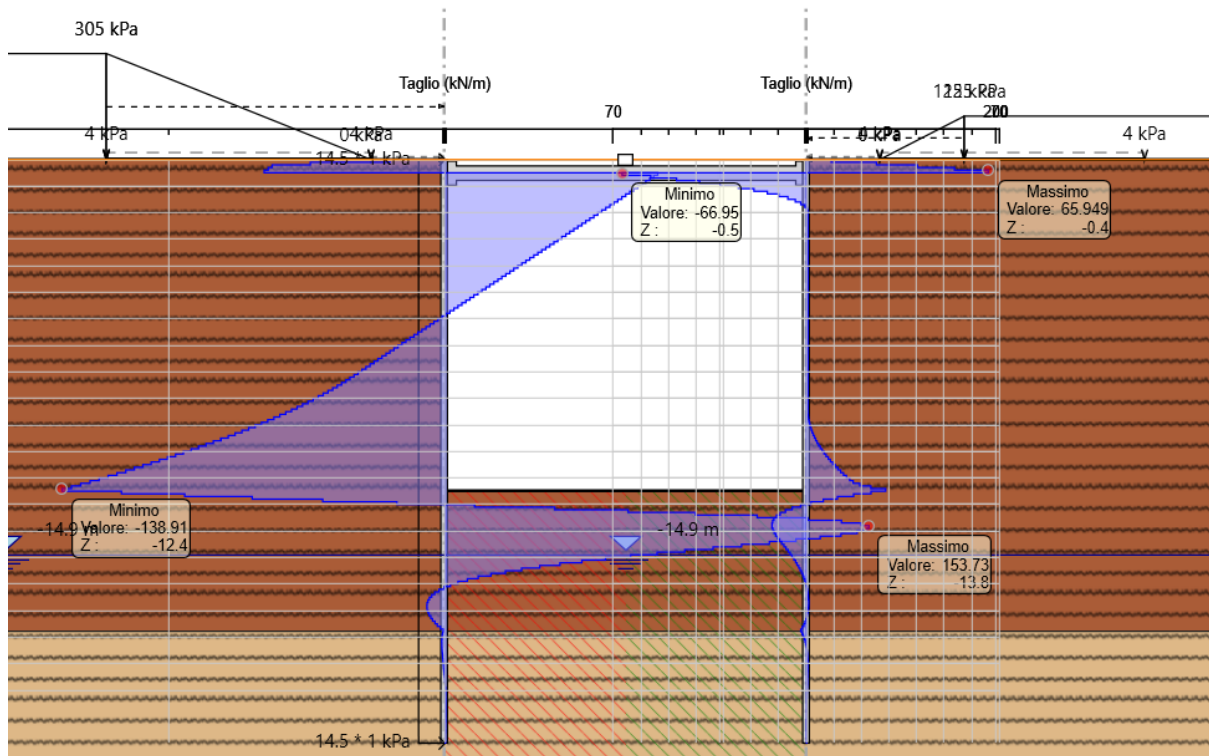 305 kPa
Taglio (kN/m)
Taglio (kN/m)
70
4 kPa
4 kPa
14.5 * 1 kPa
Minimo
Valore: -66.95
Z : -0.5
Massimo
Valore: 65.949
Z : -0.4
Minimo
Valore: -138.91
Z : -12.4
-14.9 m
-14.9 m
Massimo
Valore: 153.73
Z : -13.8
14.5 * 1 kPa